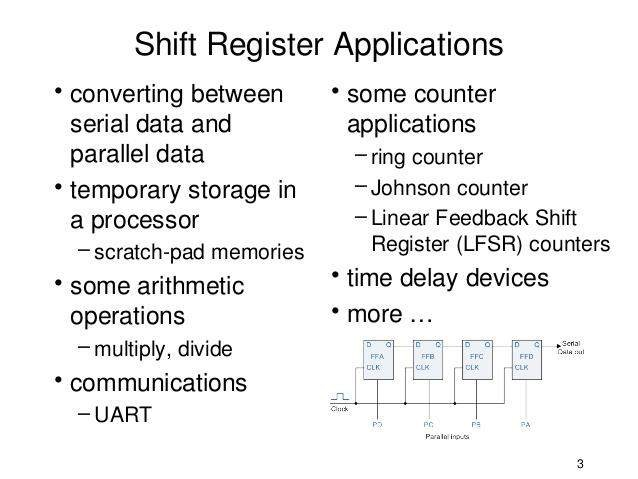 Shift Register Applications
• converting between
serial data and
parallel data
• temporary storage in
a processor
– scratch-pad memories
• some arithmetic
operations
– multiply, divide
• communications
– UART
• some counter
applications
– ring counter
– Johnson counter
– Linear Feedback Shift
Register (LFSR) counters
• time delay devices
• more …
D Q D Q D Q D Q
Serial
Data out
FFA FFB FFC FFD
CLK CLK CLK CLK
Clock
PD PC PB PA
Parallel inputs
3